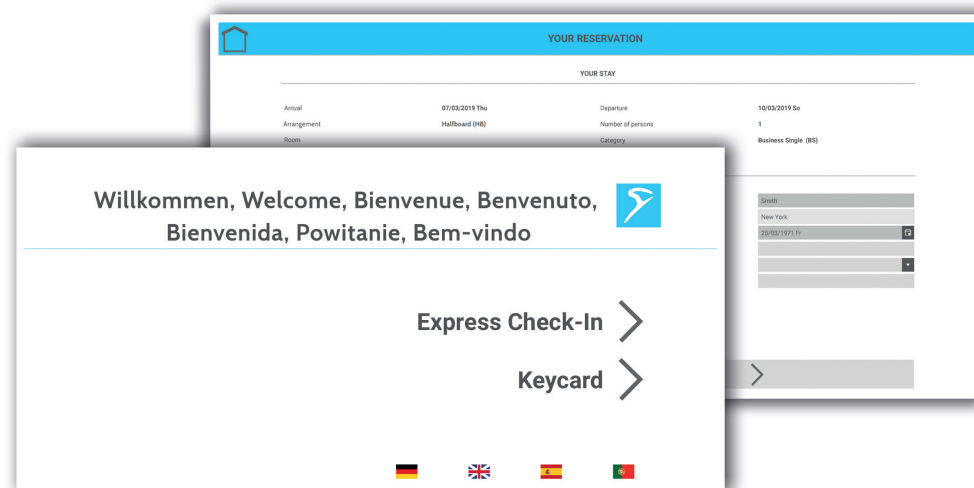 YOUR RESERVATION
YOUR STAY
Arrival 07/03/2019 Thu Departure 10/03/2019 So
Arrangement Halfboard (HB) Number of persons 1
Room Category Business Single (BS)
Smith
New York
25/03/1971 Fr
Willkommen, Welcome, Bienvenue, Benvenuto,
Bienvenida, Powitanie, Bem-vindo
Express Check-In
Keycard